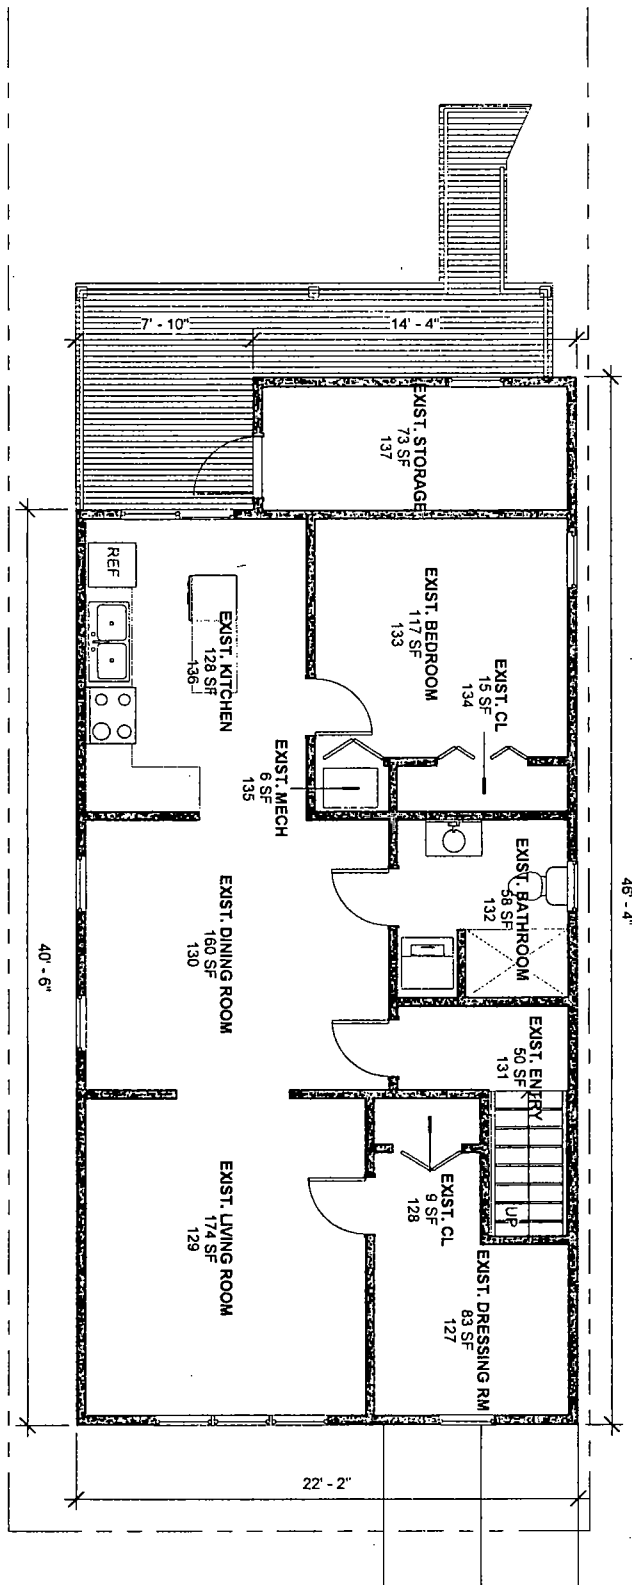 7' - 10"
14' - 4"
EXIST. STORAGE
73 SF
137
REF
EXIST. KITCHEN
128 SF
136
EXIST. BEDROOM
117 SF
133
EXIST. CL
15 SF
134
EXIST. MECH
6 SF
135
EXIST. BATHROOM
58 SF
132
EXIST. DINING ROOM
160 SF
130
46' - 4"
40' - 6"
EXIST. ENTRY
50 SF
131
UP
EXIST. CL
9 SF
128
EXIST. LIVING ROOM
174 SF
129
EXIST. DRESSING RM
83 SF
127
22' - 2"